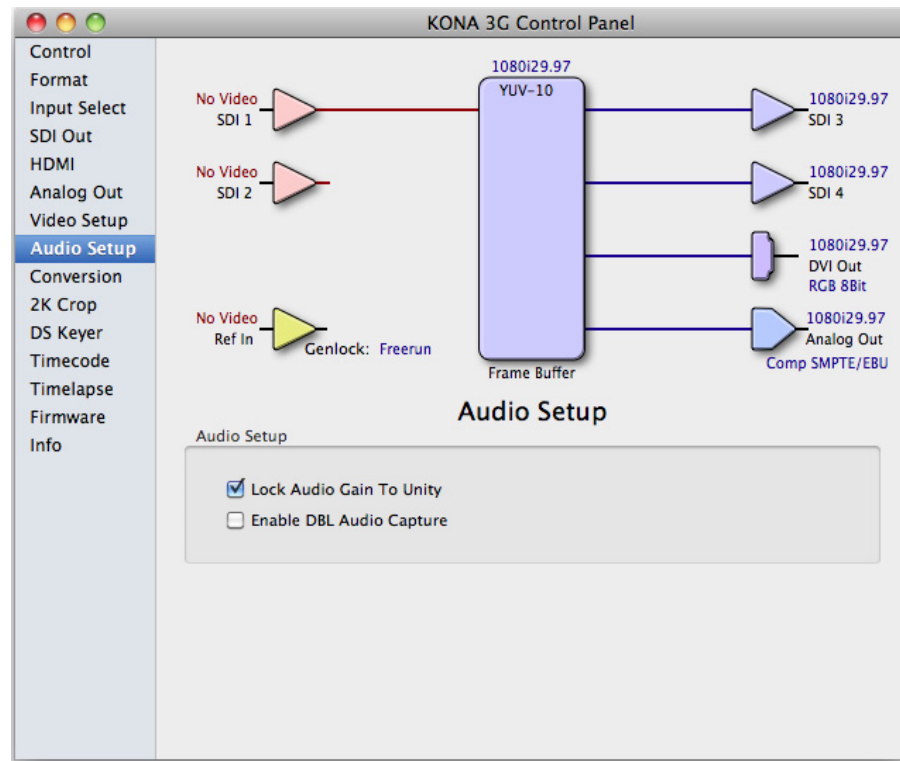 KONA 3G Control Panel
Control
Format
Input Select
SDI Out
HDMI
Analog Out
Video Setup
Audio Setup
Conversion
2K Crop
DS Keyer
Timecode
Timelapse
Firmware
Info
1080i29.97
YUV-10
No Video
SDI 1
No Video
SDI 2
No Video
Ref In
Genlock: Freerun
Frame Buffer
1080i29.97
SDI 3
1080i29.97
SDI 4
1080i29.97
DVI Out
RGB 8Bit
1080i29.97
Analog Out
Comp SMPTE/EBU
Audio Setup
Audio Setup
Lock Audio Gain To Unity
Enable DBL Audio Capture